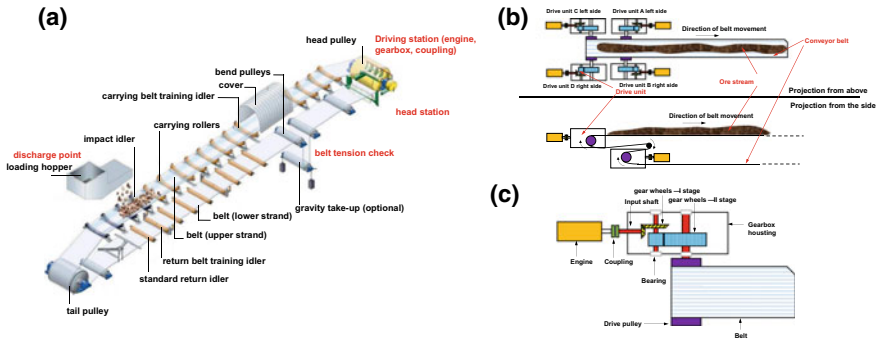 (a)
Driving station (engine,
gearbox, coupling)
head pulley
bend pulleys
cover
carrying belt training idler
head station
carrying rollers
impact idler
discharge point
loading hopper
belt tension check
gravity take-up (optional)
belt (lower strand)
belt (upper strand)
return belt training idler
standard return idler
tail pulley
(b)
Drive unit C left side
Drive unit A left side
Direction of belt movement
Conveyor belt
Drive unit D right side
Drive unit B right side
Drive unit
Ore stream
Projection from above
Projection from the side
Direction of belt movement
(c)
gear wheels —I stage
Input shaft
gear wheels —II stage
Gearbox
housting
Engine
Coupling
Bearing
Drive pulley
Belt